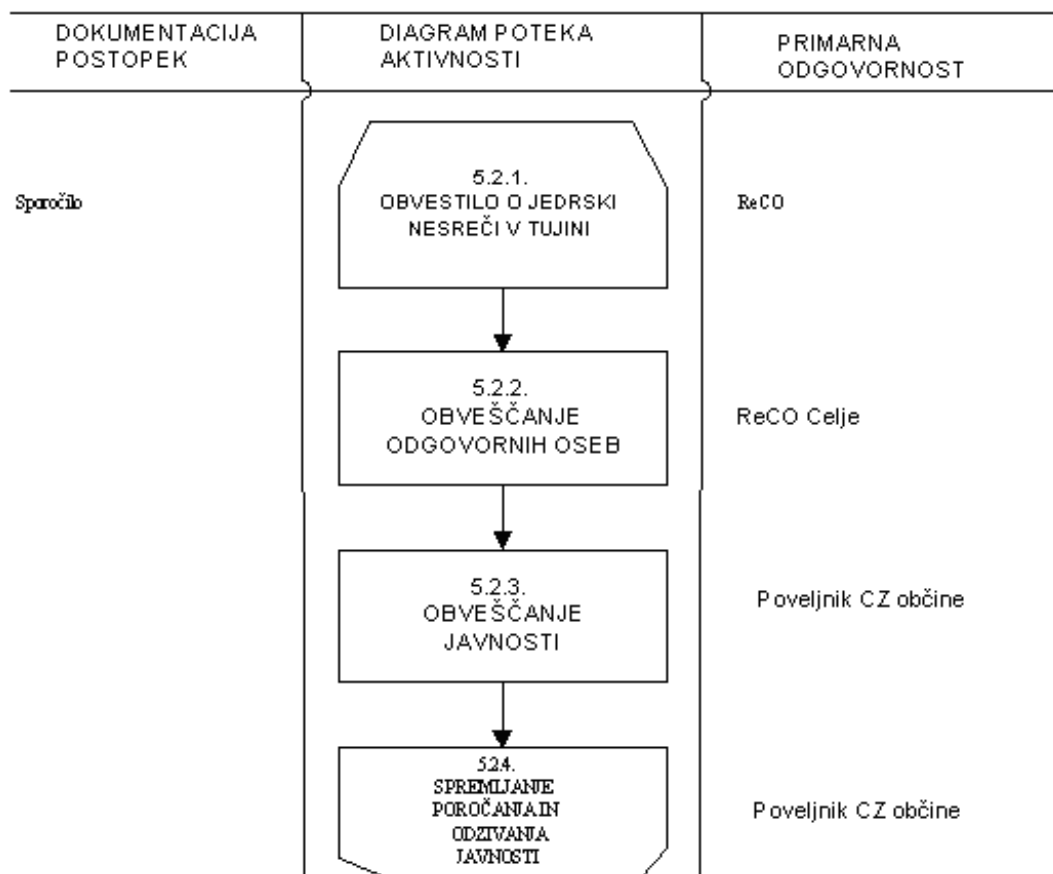 DOKUMENTACIJA
POSTOPEK
DIAGRAM POTEKA
AKTIVNOSTI
PRIMARNA
ODGOVORNOST
Sporočilo
5.2.1.
OBVESTILO O JEDRSKI
NESREČI V TUJINI
ReCO
5.2.2.
OBVEŠČANJE
ODGOVORNIH OSEB
ReCO Celje
5.2.3.
OBVEŠČANJE
JAVNOSTI
Poveljnik CZ občine
5.2.4.
SPREMLJANJE
POROČANJA IN
ODZIVANJA
JAVNOSTI
Poveljnik CZ občine